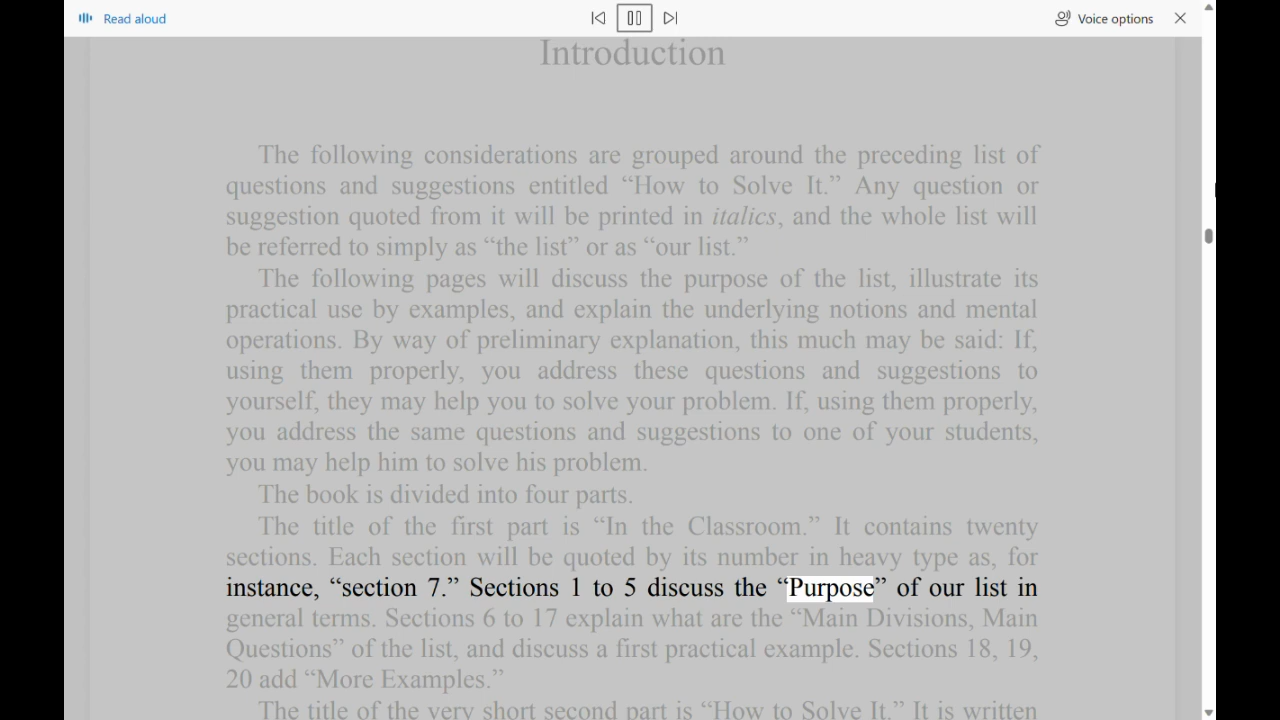 Read aloud
Voice options
Introduction
The following considerations are grouped around the preceding list of
questions and suggestions entitled “How to Solve It.” Any question or
suggestion quoted from it will be printed in italics, and the whole list will
be referred to simply as “the list” or as “our list.”
The following pages will discuss the purpose of the list, illustrate its
practical use by examples, and explain the underlying notions and mental
operations. By way of preliminary explanation, this much may be said: If,
using them properly, you address these questions and suggestions to
yourself, they may help you to solve your problem. If, using them properly,
you address the same questions and suggestions to one of your students,
you may help him to solve his problem.
The book is divided into four parts.
The title of the first part is “In the Classroom.” It contains twenty
sections. Each section will be quoted by its number in heavy type as, for
instance, “section 7.” Sections 1 to 5 discuss the “Purpose” of our list in
general terms. Sections 6 to 17 explain what are the “Main Divisions, Main
Questions” of the list, and discuss a first practical example. Sections 18, 19,
20 add “More Examples.”
The title of the very short second part is “How to Solve It.” It is written